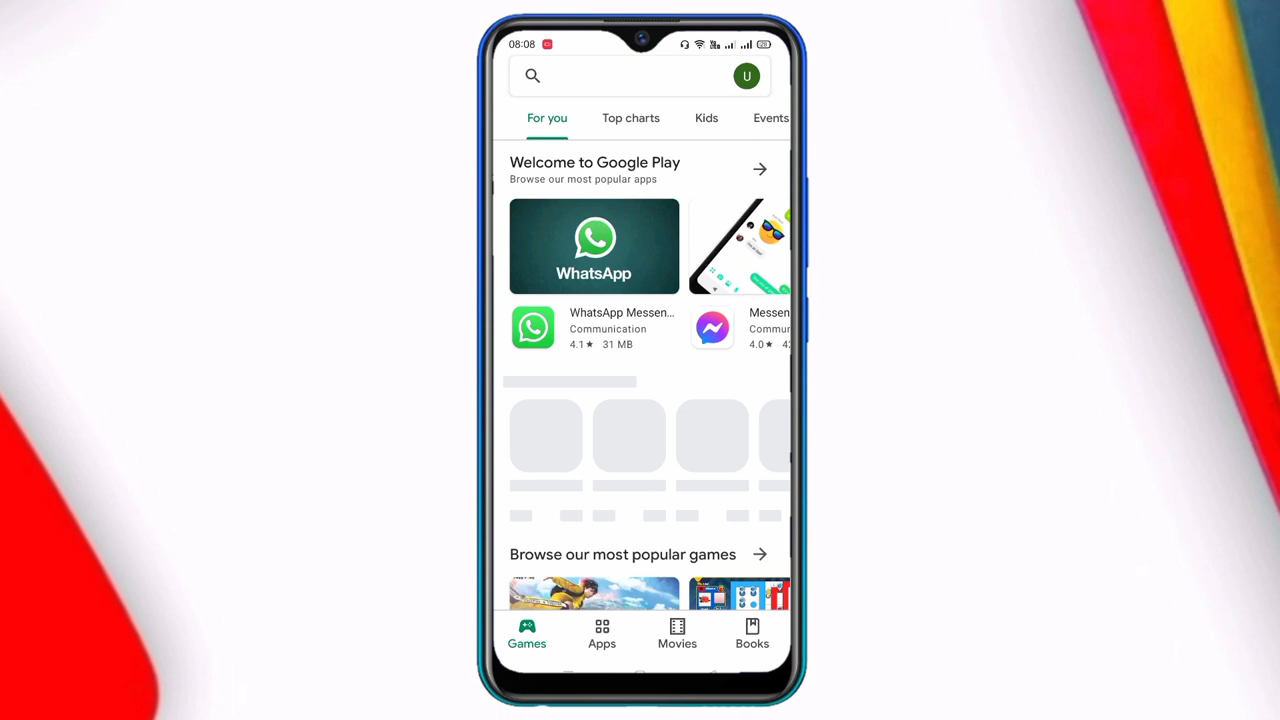 08:08
U
For you
Top charts
Kids
Events
Welcome to Google Play
Browse our most popular apps
WhatsApp
WhatsApp Messen...
Communication
4.1★ 31 MB
Messen
Commun
4.0★
Browse our most popular games
Games
Apps
Movies
Books